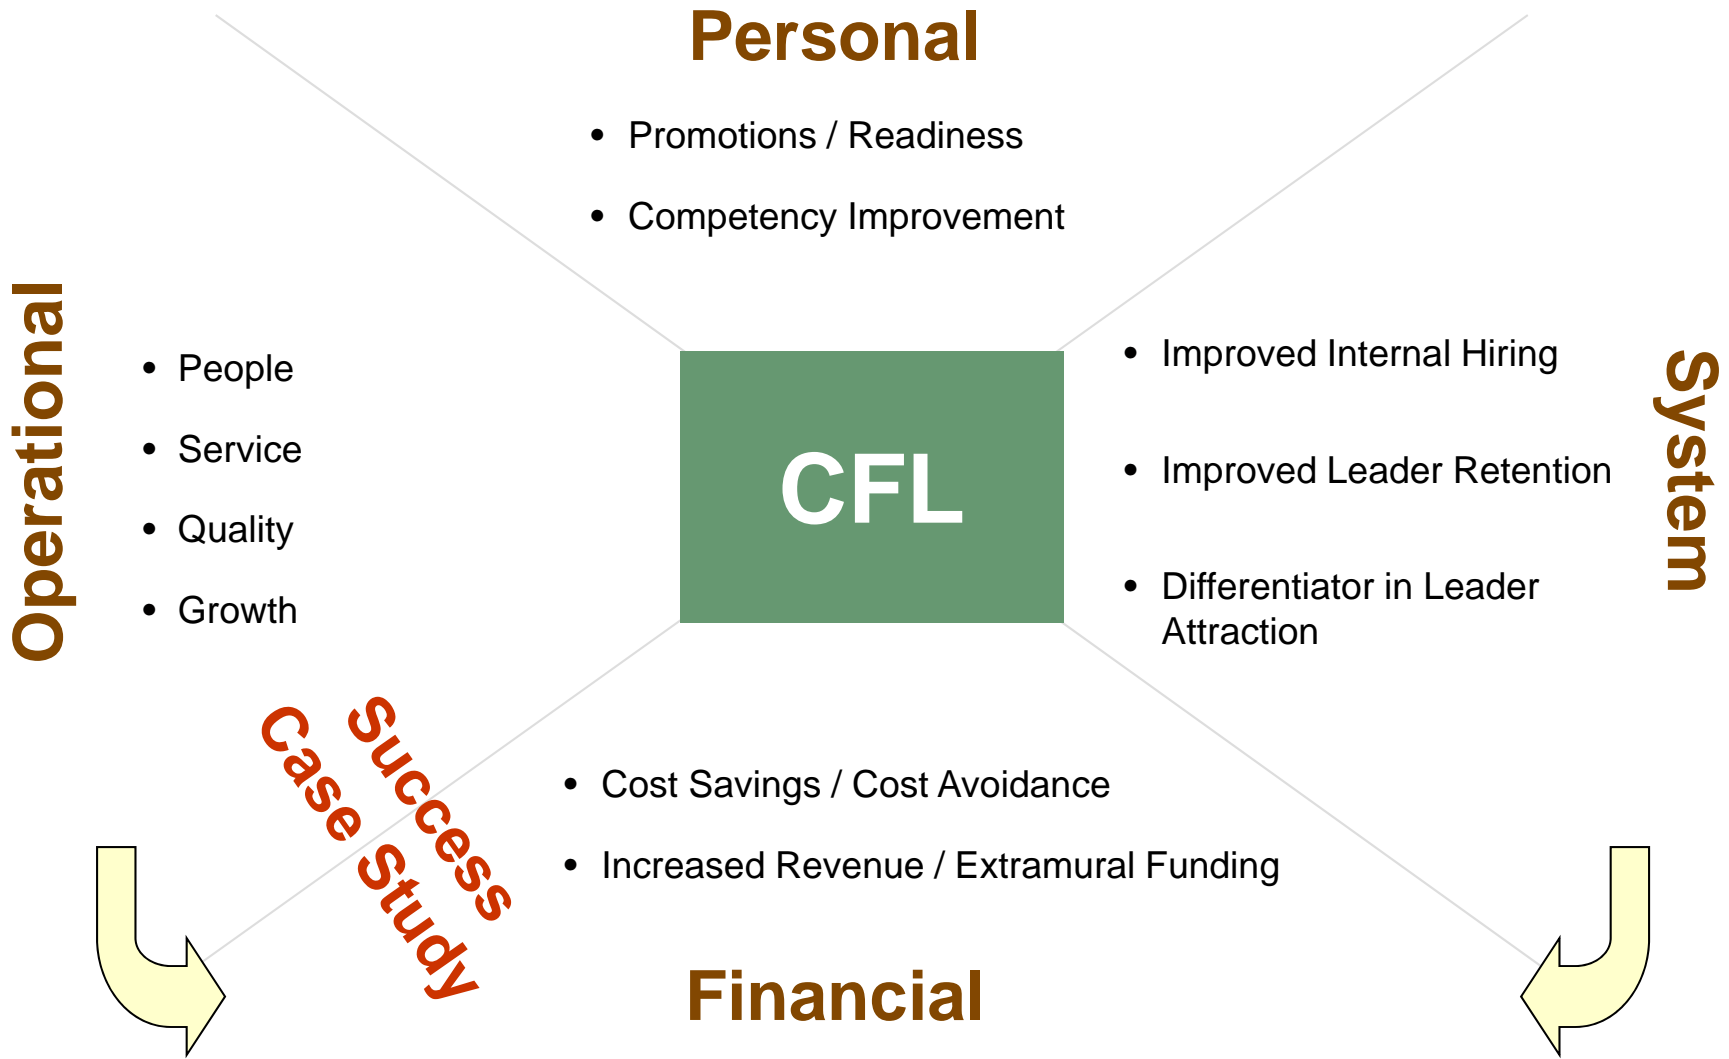 Personal
• Promotions / Readiness
• Competency Improvement
Operational
• People
• Service
• Quality
• Growth
CFL
• Improved Internal Hiring
• Improved Leader Retention
• Differentiator in Leader
Attraction
System
Success
Case Study
• Cost Savings / Cost Avoidance
• Increased Revenue / Extramural Funding
Financial